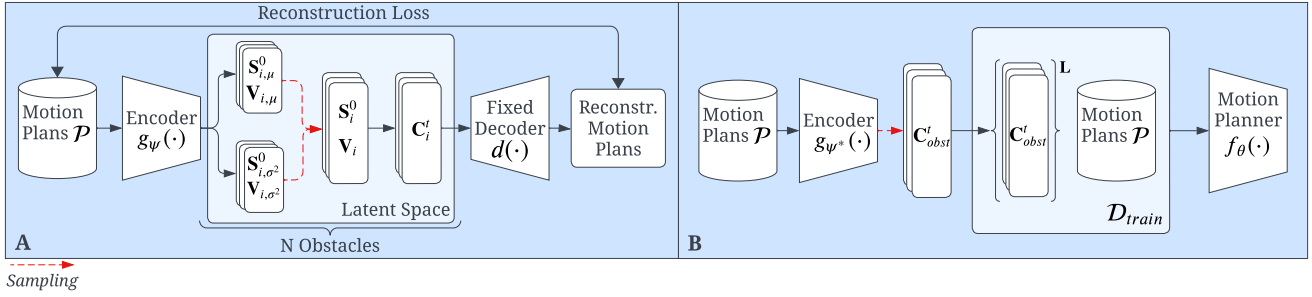 Reconstruction Loss
Motion
Plans 𝒫
Encoder
g_ψ(·)
S^0_{i,μ}
V_{i,μ}
S^0_{i,σ²}
V_{i,σ²}
S^0_i
V_i
C^t_i
Latent Space
Fixed
Decoder
d(·)
Reconstr.
Motion
Plans
N Obstacles
A
Sampling
Motion
Plans 𝒫
Encoder
g_{ψ*}(·)
C^t_{obst}
{C^t_{obst}}^L
Motion
Plans 𝒫
𝒟_{train}
Motion
Planner
f_θ(·)
B